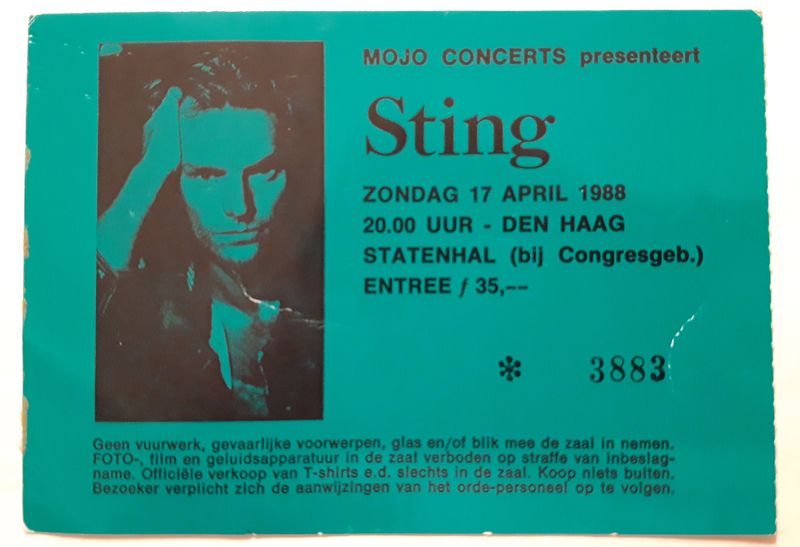 MOJO CONCERTS presenteert
Sting
ZONDAG 17 APRIL 1988
20.00 UUR - DEN HAAG
STATENHAL (bij Congresgeb.)
ENTREE ƒ 35,--
* 3883
Geen vuurwerk, gevaarlijke voorwerpen, glas en/of blik mee de zaal in nemen.
FOTO-, film en geluidsapparatuur in de zaal verboden op straffe van inbeslag-
name. Officiële verkoop van T-shirts e.d. slechts in de zaal. Koop niets buiten.
Bezoeker verplicht zich de aanwijzingen van het orde-personeel op te volgen.